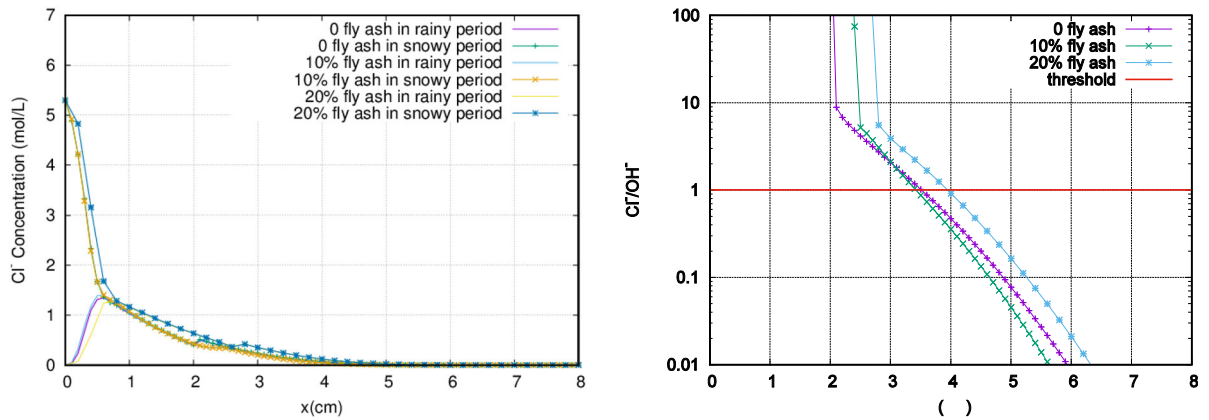 7
6
5
4
3
2
1
0
Cl⁻ Concentration (mol/L)
0 fly ash in rainy period
0 fly ash in snowy period
10% fly ash in rainy period
10% fly ash in snowy period
20% fly ash in rainy period
20% fly ash in snowy period
0 1 2 3 4 5 6 7 8
x(cm)
100
10
1
0.1
0.01
Cl⁻/OH⁻
0 fly ash
10% fly ash
20% fly ash
threshold
0 1 2 3 4 5 6 7 8
( )